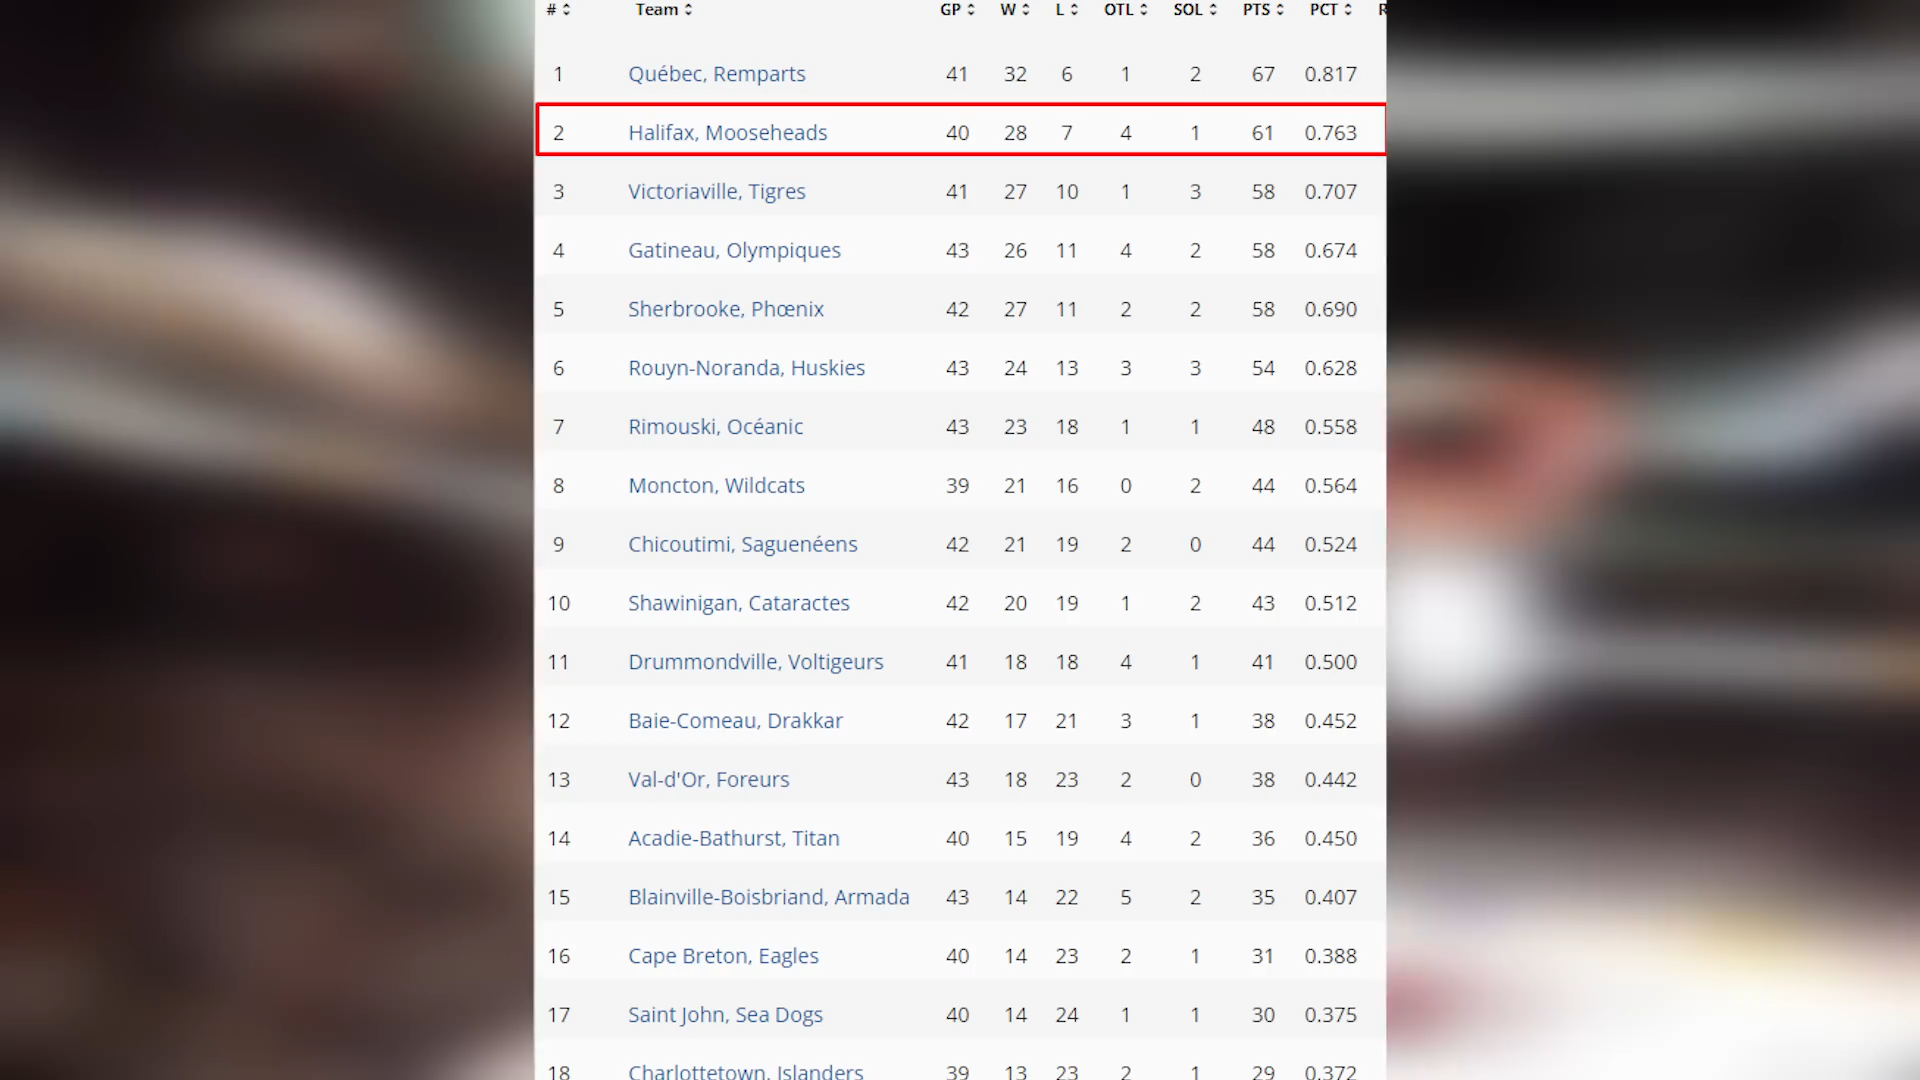 # Team GP W L OTL SOL PTS PCT
1 Québec, Remparts 41 32 6 1 2 67 0.817
2 Halifax, Mooseheads 40 28 7 4 1 61 0.763
3 Victoriaville, Tigres 41 27 10 1 3 58 0.707
4 Gatineau, Olympiques 43 26 11 4 2 58 0.674
5 Sherbrooke, Phœnix 42 27 11 2 2 58 0.690
6 Rouyn-Noranda, Huskies 43 24 13 3 3 54 0.628
7 Rimouski, Océanic 43 23 18 1 1 48 0.558
8 Moncton, Wildcats 39 21 16 0 2 44 0.564
9 Chicoutimi, Saguenéens 42 21 19 2 0 44 0.524
10 Shawinigan, Cataractes 42 20 19 1 2 43 0.512
11 Drummondville, Voltigeurs 41 18 18 4 1 41 0.500
12 Baie-Comeau, Drakkar 42 17 21 3 1 38 0.452
13 Val-d'Or, Foreurs 43 18 23 2 0 38 0.442
14 Acadie-Bathurst, Titan 40 15 19 4 2 36 0.450
15 Blainville-Boisbriand, Armada 43 14 22 5 2 35 0.407
16 Cape Breton, Eagles 40 14 23 2 1 31 0.388
17 Saint John, Sea Dogs 40 14 24 1 1 30 0.375
18 Charlottetown, Islanders 39 13 23 2 1 29 0.372